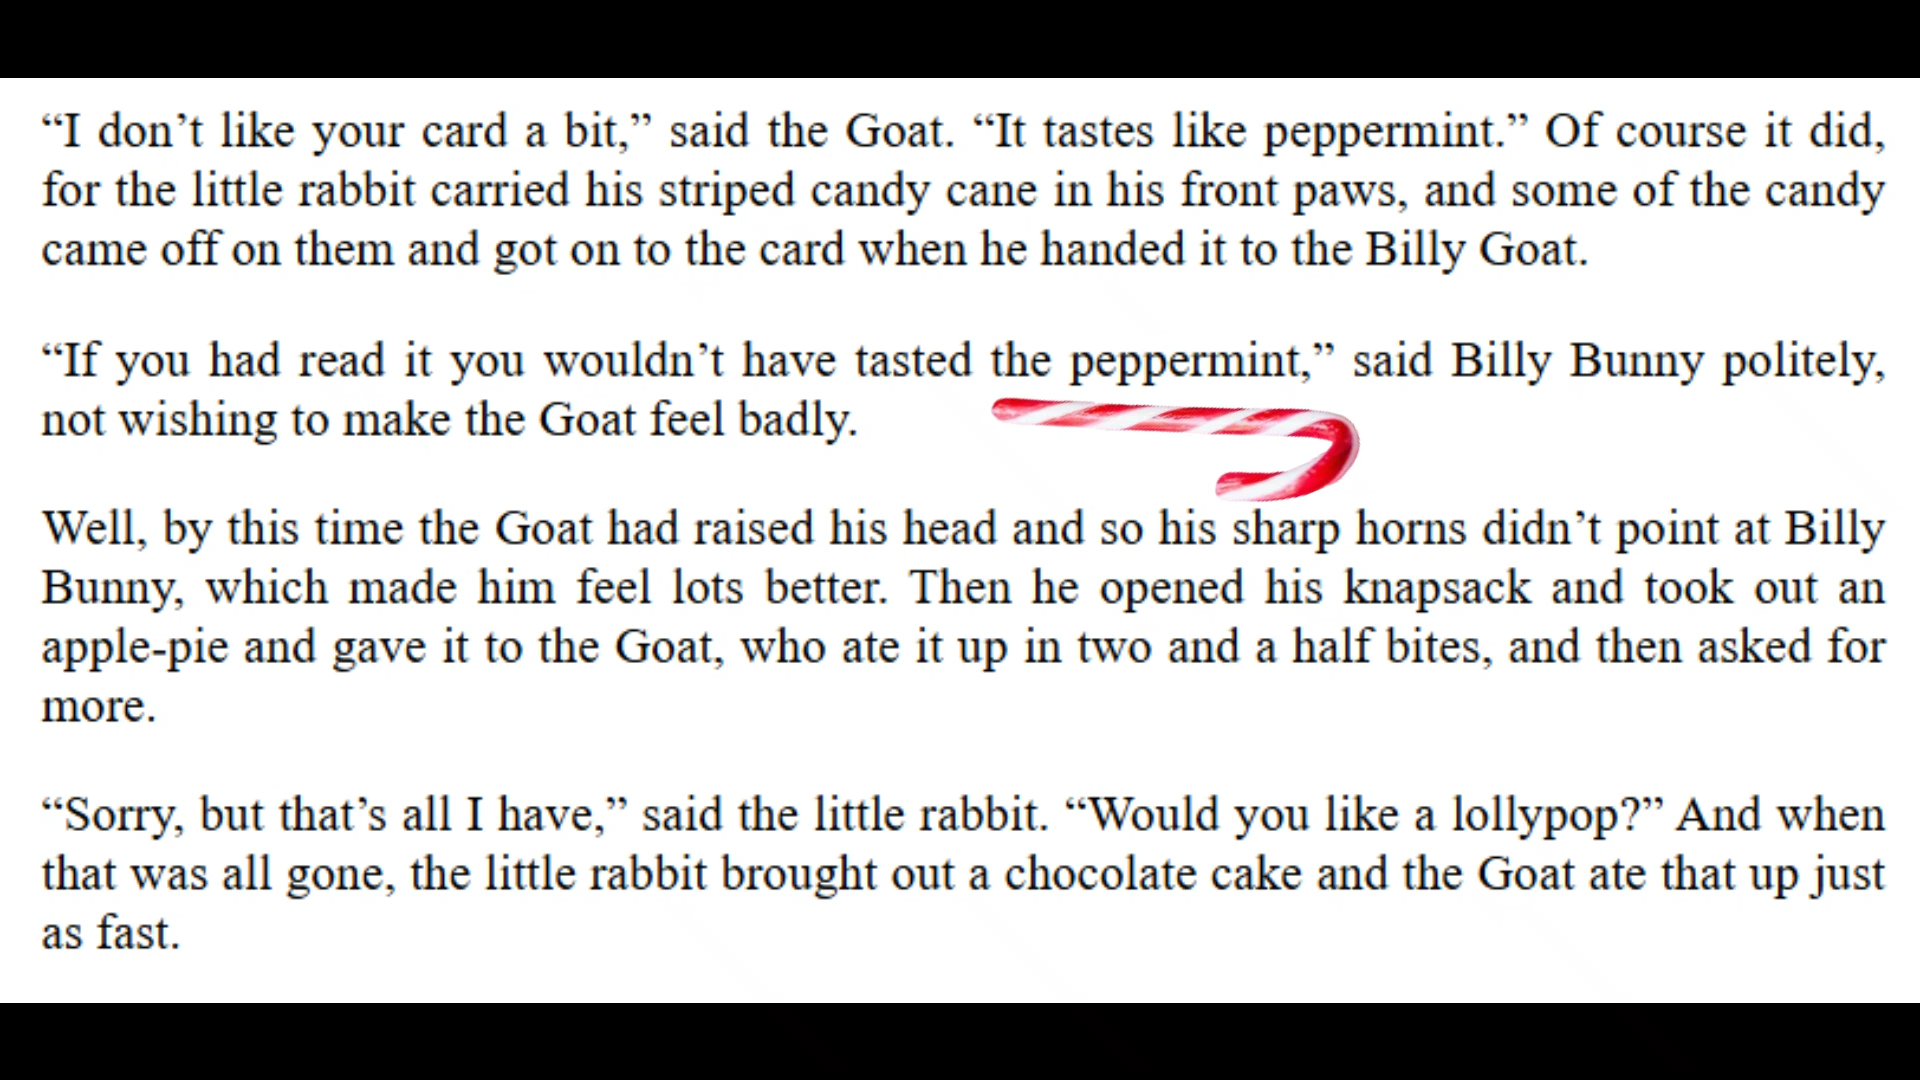 “I don’t like your card a bit,” said the Goat. “It tastes like peppermint.” Of course it did,
for the little rabbit carried his striped candy cane in his front paws, and some of the candy
came off on them and got on to the card when he handed it to the Billy Goat.
“If you had read it you wouldn’t have tasted the peppermint,” said Billy Bunny politely,
not wishing to make the Goat feel badly.
Well, by this time the Goat had raised his head and so his sharp horns didn’t point at Billy
Bunny, which made him feel lots better. Then he opened his knapsack and took out an
apple-pie and gave it to the Goat, who ate it up in two and a half bites, and then asked for
more.
“Sorry, but that’s all I have,” said the little rabbit. “Would you like a lollypop?” And when
that was all gone, the little rabbit brought out a chocolate cake and the Goat ate that up just
as fast.